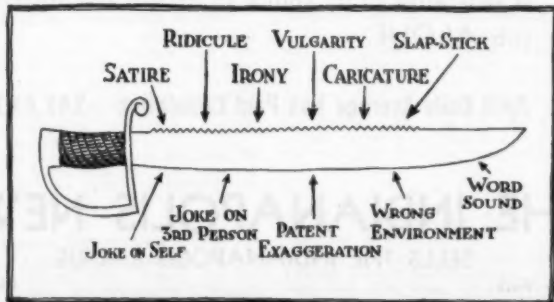 RIDICULE VULGARITY SLAP-STICK
SATIRE IRONY CARICATURE
WORD
SOUND
JOKE ON SELF
JOKE ON
3RD PERSON
PATENT
EXAGGERATION
WRONG
ENVIRONMENT